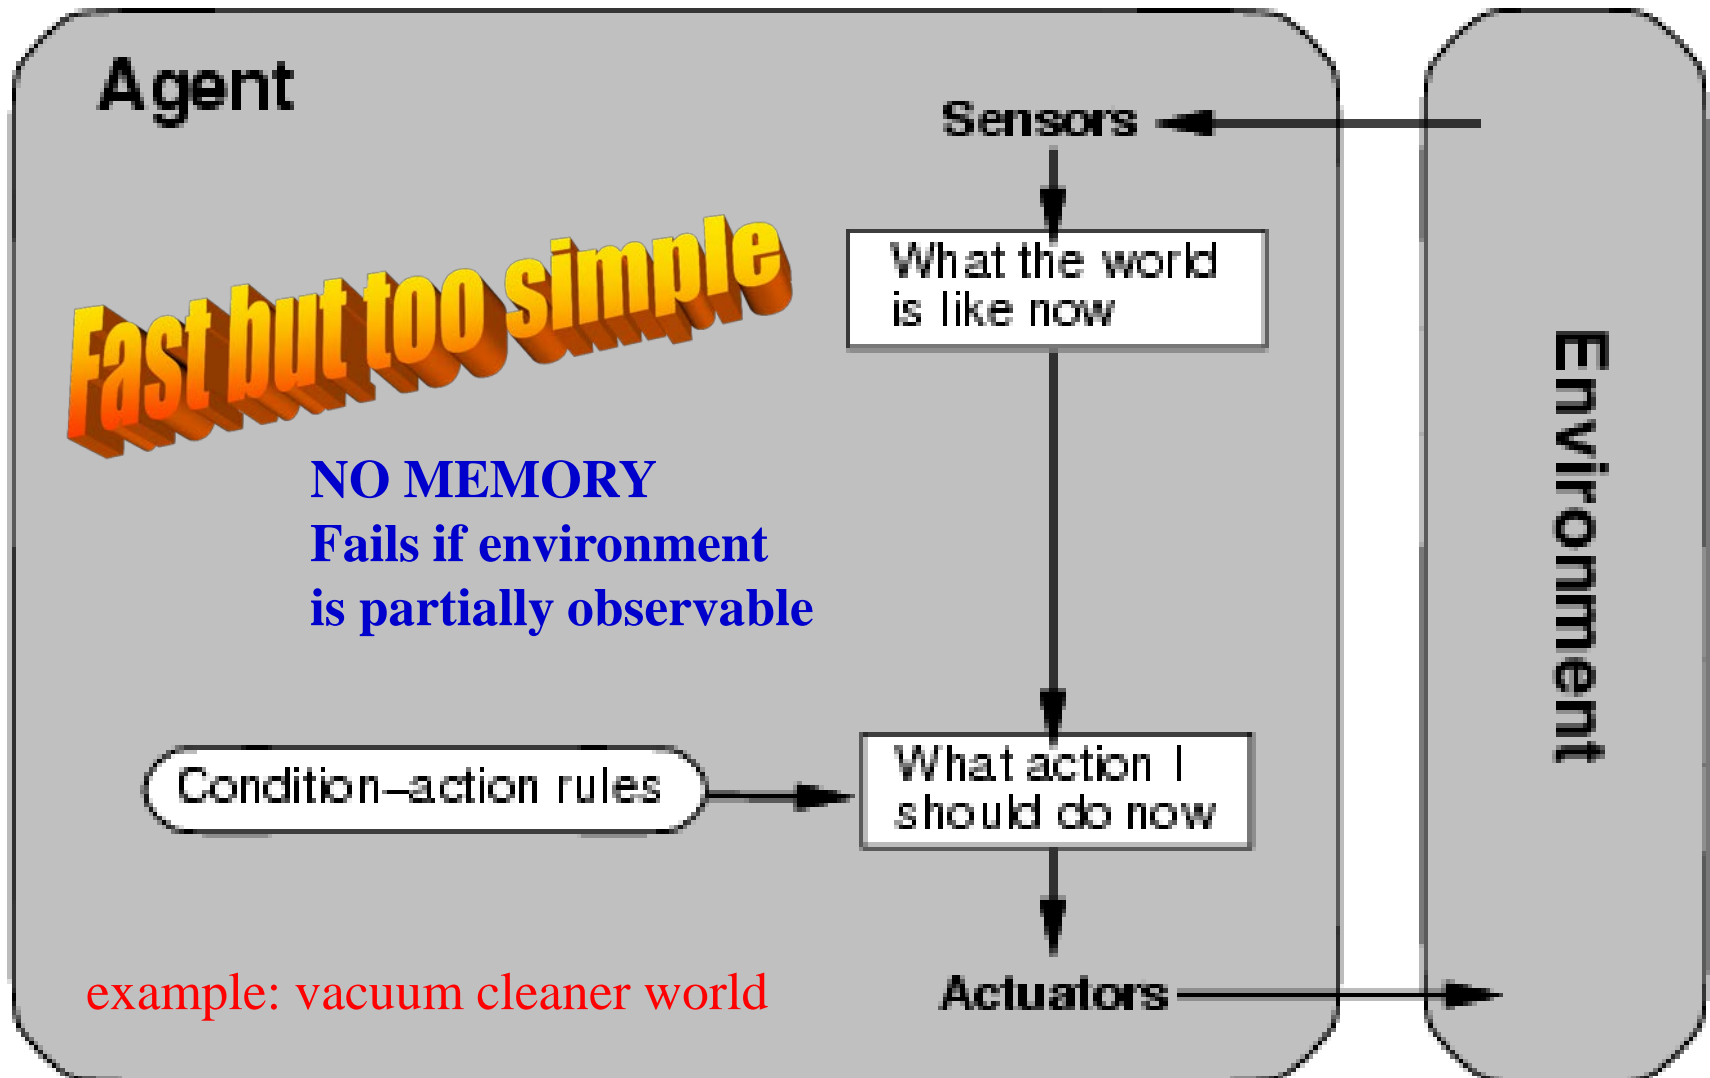 Agent
Sensors
What the world
is like now
Fast but too simple
NO MEMORY
Fails if environment
is partially observable
Condition–action rules
What action I
should do now
example: vacuum cleaner world
Actuators
Environment